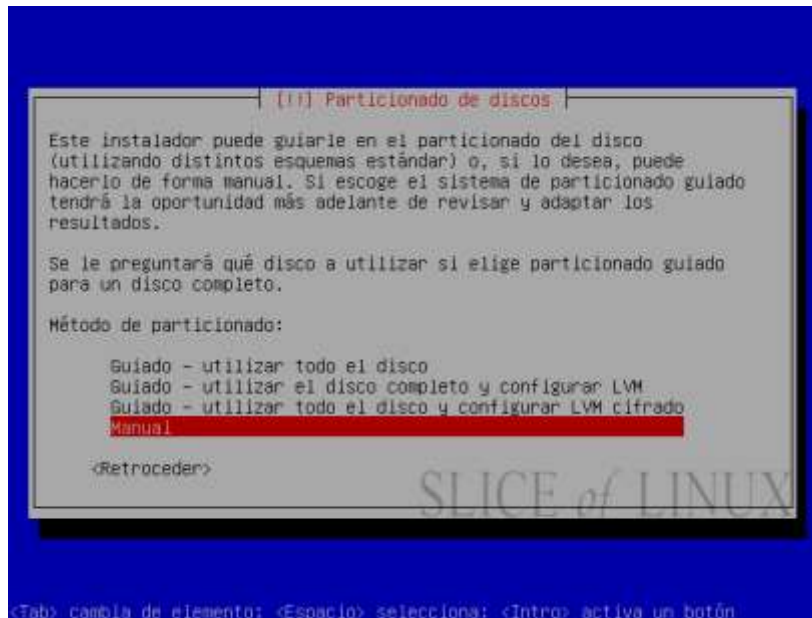 [!!] Particionado de discos
Este instalador puede guiarle en el particionado del disco
(utilizando distintos esquemas estándar) o, si lo desea, puede
hacerlo de forma manual. Si escoge el sistema de particionado guiado
tendrá la oportunidad más adelante de revisar y adaptar los
resultados.
Se le preguntará qué disco a utilizar si elige particionado guiado
para un disco completo.
Método de particionado:
Guiado - utilizar todo el disco
Guiado - utilizar el disco completo y configurar LVM
Guiado - utilizar todo el disco y configurar LVM cifrado
Manual
<Retroceder>
SLICE of LINUX
<Tab> cambia de elemento; <Espacio> selecciona; <Intro> activa un botón